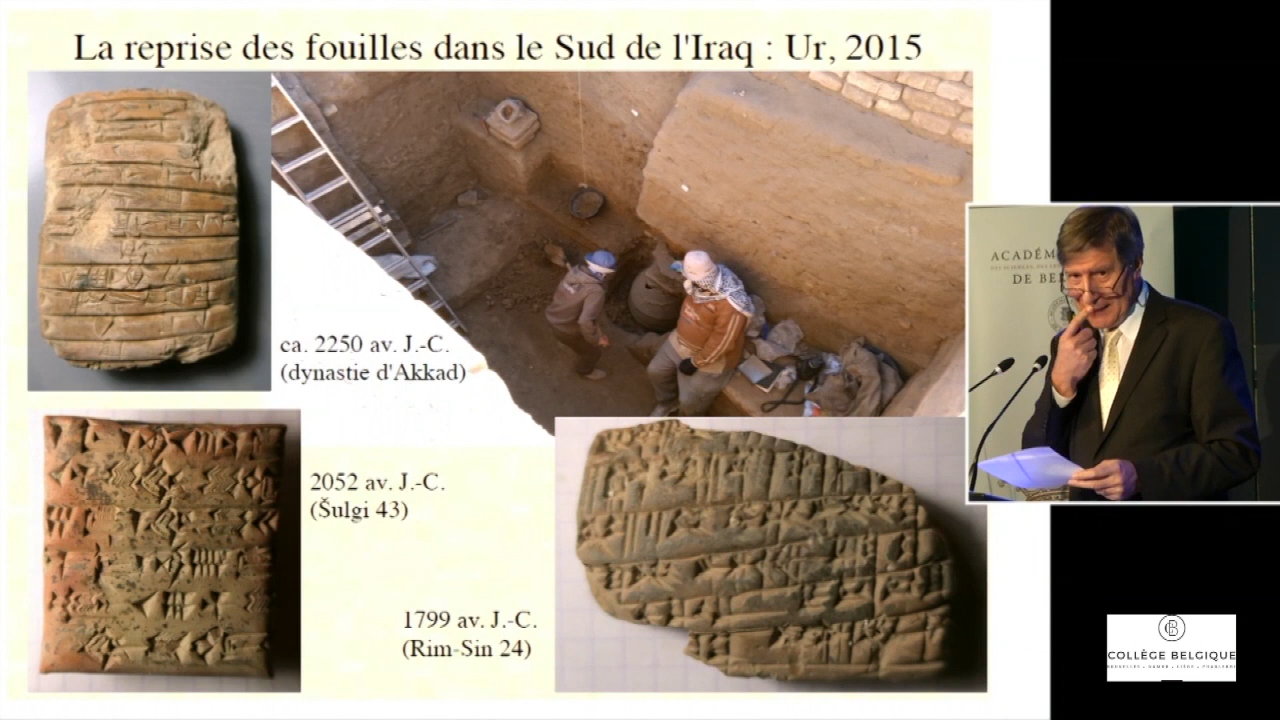 La reprise des fouilles dans le Sud de l'Iraq : Ur, 2015
ca. 2250 av. J.-C.
(dynastie d'Akkad)
2052 av. J.-C.
(Šulgi 43)
1799 av. J.-C.
(Rim-Sin 24)
ACADÉM
DE BE
COLLÈGE BELGIQUE